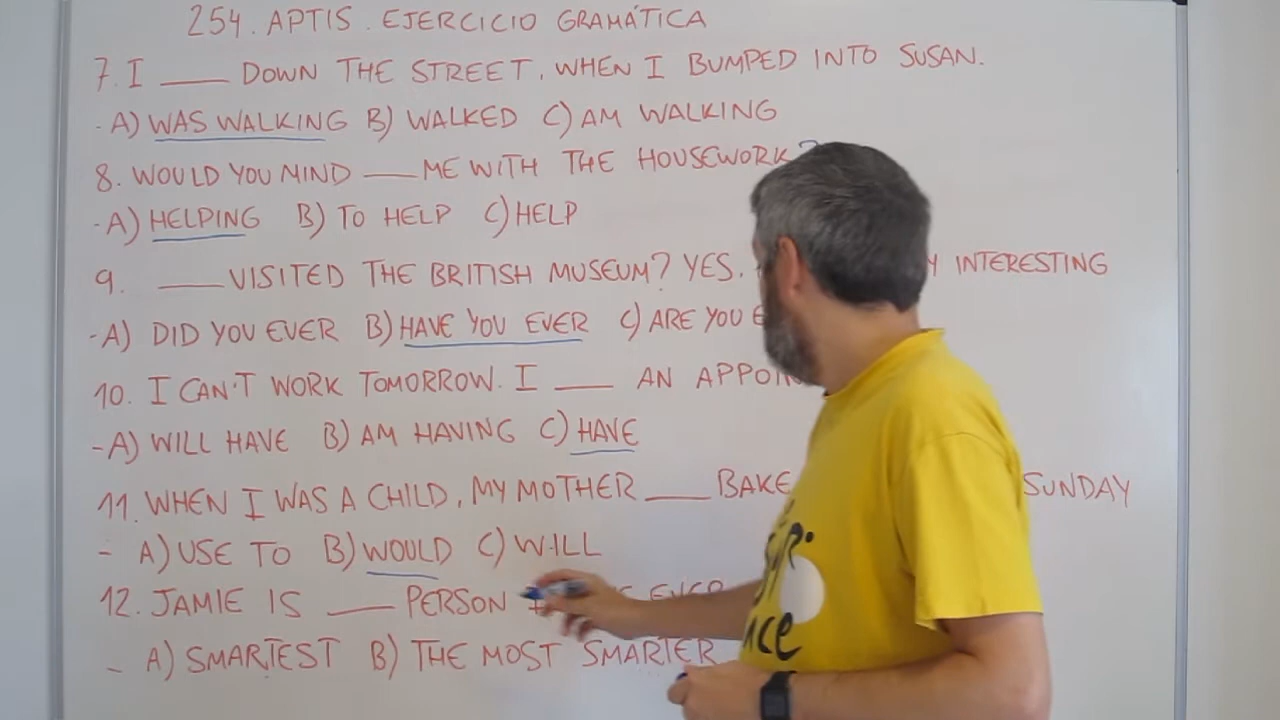 254. APTIS. EJERCICIO GRAMÁTICA
7. I ___ DOWN THE STREET, WHEN I BUMPED INTO SUSAN.
- A) WAS WALKING B) WALKED C) AM WALKING
8. WOULD YOU MIND ___ ME WITH THE HOUSEWORK?
- A) HELPING B) TO HELP C) HELP
9. ___ VISITED THE BRITISH MUSEUM? YES. INTERESTING
- A) DID YOU EVER B) HAVE YOU EVER C) ARE YOU
10. I CAN'T WORK TOMORROW. I ___ AN
- A) WILL HAVE B) AM HAVING C) HAVE
11. WHEN I WAS A CHILD, MY MOTHER ___ BAKE SUNDAY
- A) USE TO B) WOULD C) WILL
12. JAMIE IS ___ PERSON EVER
- A) SMARTEST B) THE MOST SMARTER